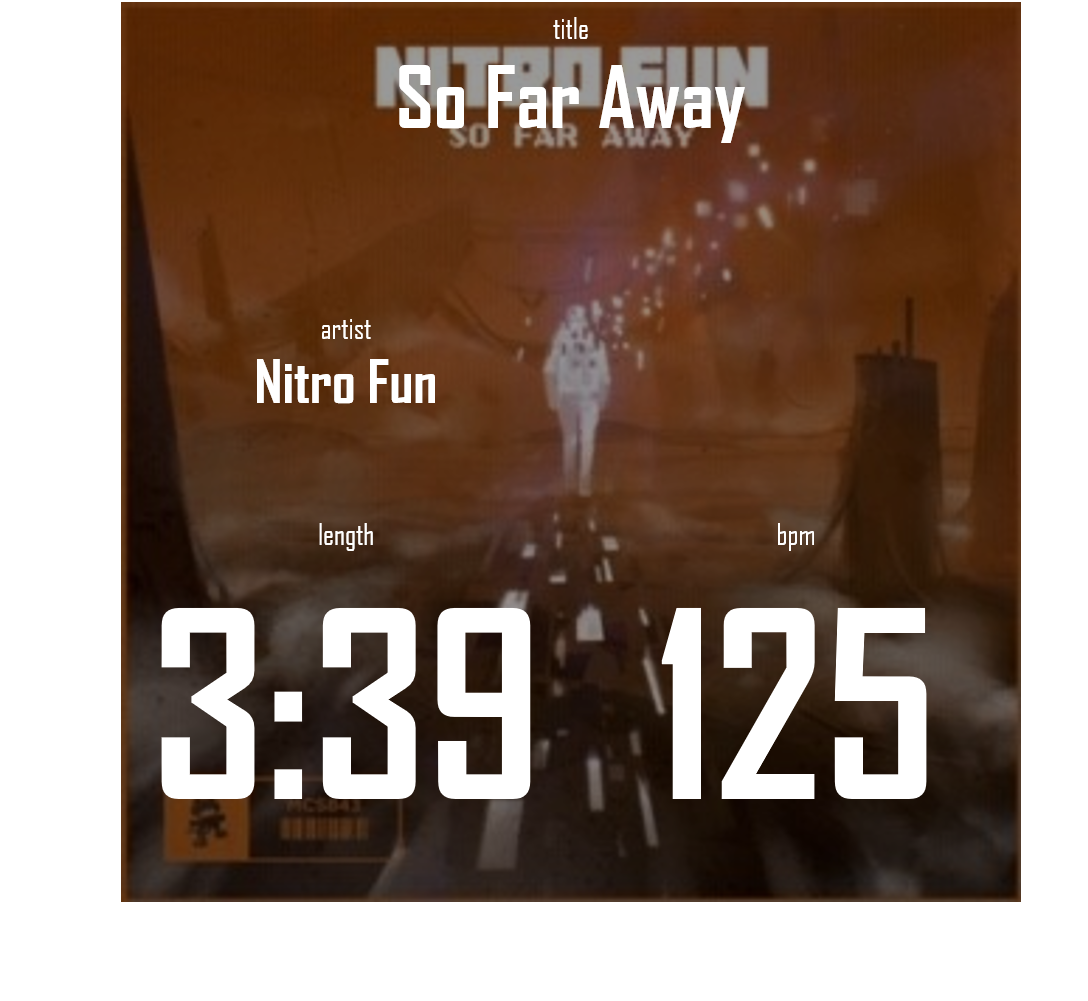 title
NITRO FUN
So Far Away
SO FAR AWAY
artist
Nitro Fun
length
bpm
3:39
125